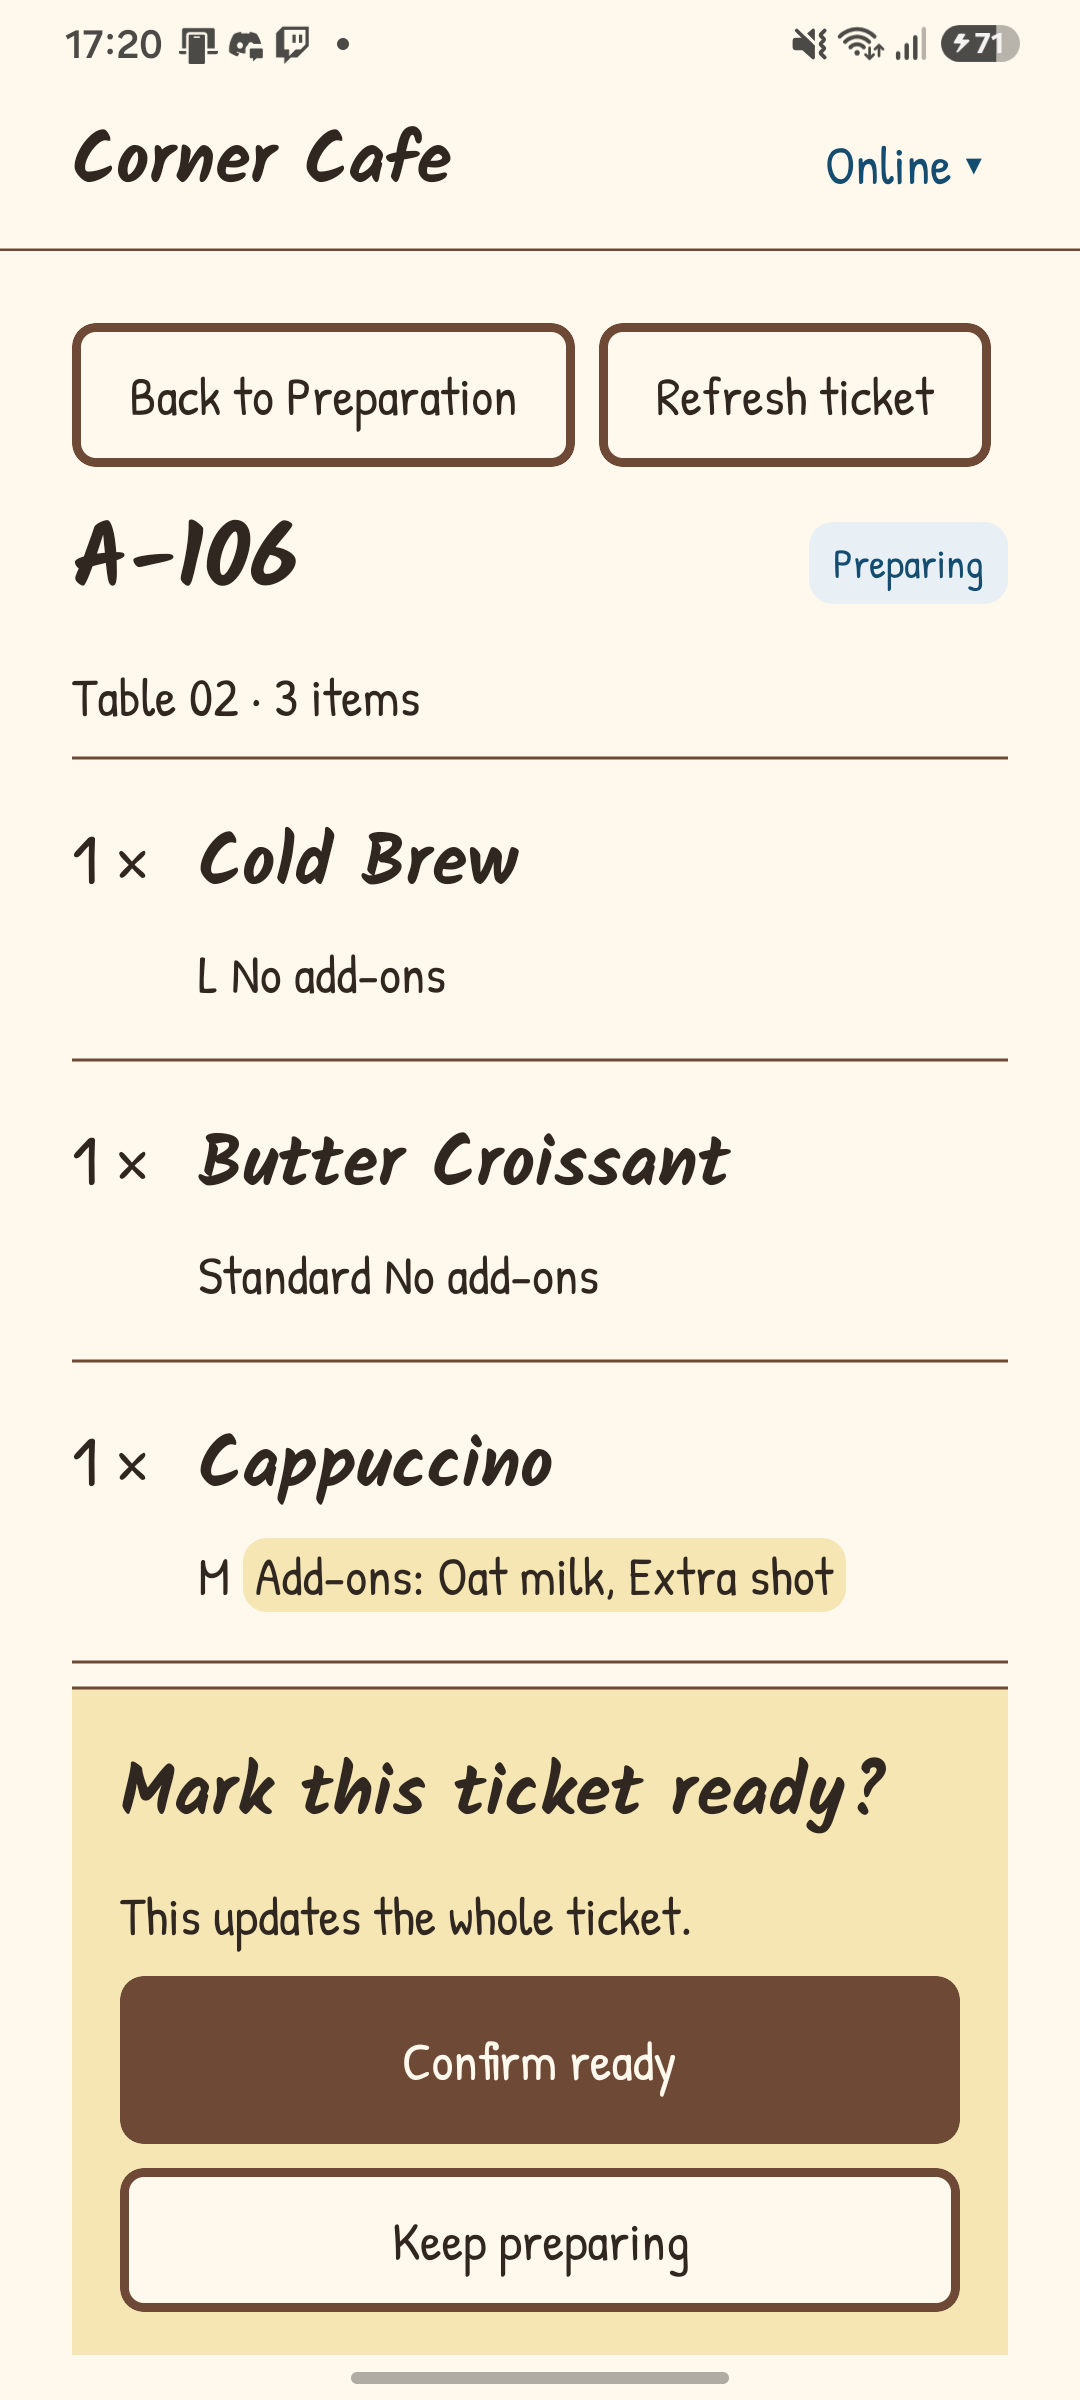 17:20
71
Corner Cafe
Online ▼
Back to Preparation
Refresh ticket
A-106
Preparing
Table 02 · 3 items
1 × Cold Brew
L No add-ons
1 × Butter Croissant
Standard No add-ons
1 × Cappuccino
M Add-ons: Oat milk, Extra shot
Mark this ticket ready?
This updates the whole ticket.
Confirm ready
Keep preparing